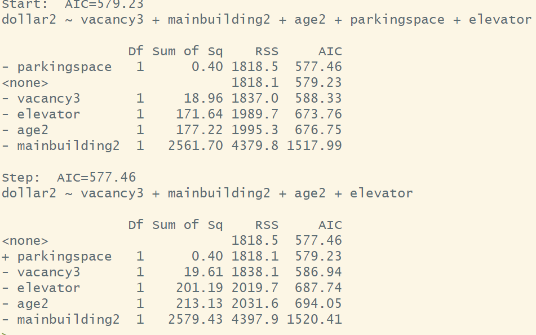 Start:  AIC=579.23
dollar2 ~ vacancy3 + mainbuilding2 + age2 + parkingspace + elevator
Df Sum of Sq    RSS     AIC
- parkingspace  1      0.40 1818.5  577.46
<none>                      1818.1  579.23
- vacancy3      1     18.96 1837.0  588.33
- elevator      1    171.64 1989.7  673.76
- age2          1    177.22 1995.3  676.75
- mainbuilding2 1   2561.70 4379.8 1517.99
Step:  AIC=577.46
dollar2 ~ vacancy3 + mainbuilding2 + age2 + elevator
Df Sum of Sq    RSS     AIC
<none>                      1818.5  577.46
+ parkingspace  1      0.40 1818.1  579.23
- vacancy3      1     19.61 1838.1  586.94
- elevator      1    201.19 2019.7  687.74
- age2          1    213.13 2031.6  694.05
- mainbuilding2 1   2579.43 4397.9 1520.41